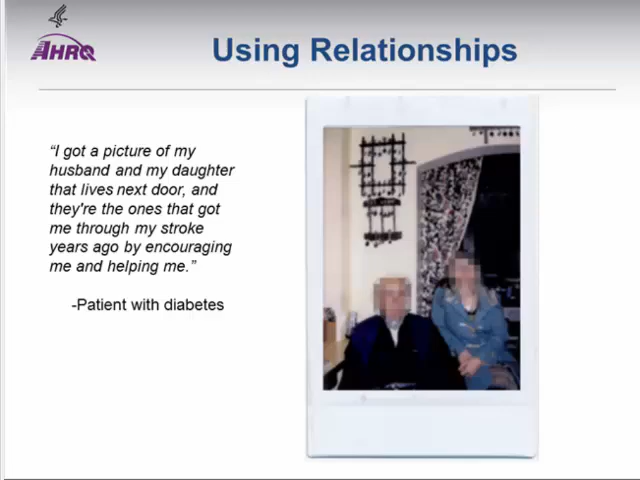 AHRQ
Using Relationships
“I got a picture of my
husband and my daughter
that lives next door, and
they're the ones that got
me through my stroke
years ago by encouraging
me and helping me.”
-Patient with diabetes